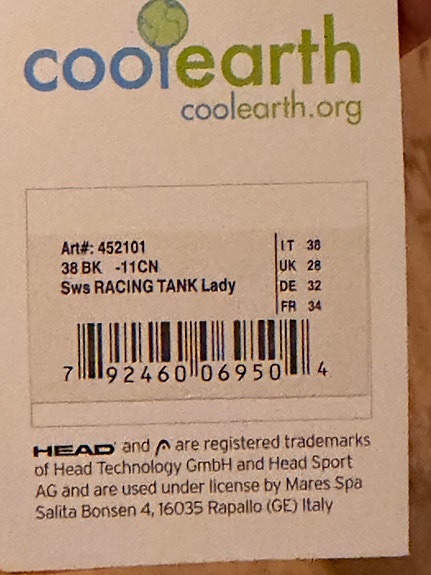 coolearth
coolearth.org
Art#: 452101
38 BK -11CN
Sws RACING TANK Lady
IT 38
UK 28
DE 32
FR 34
7 92460 06950 4
HEAD and are registered trademarks
of Head Technology GmbH and Head Sport
AG and are used under license by Mares Spa
Salita Bonsen 4, 16035 Rapallo (GE) Italy